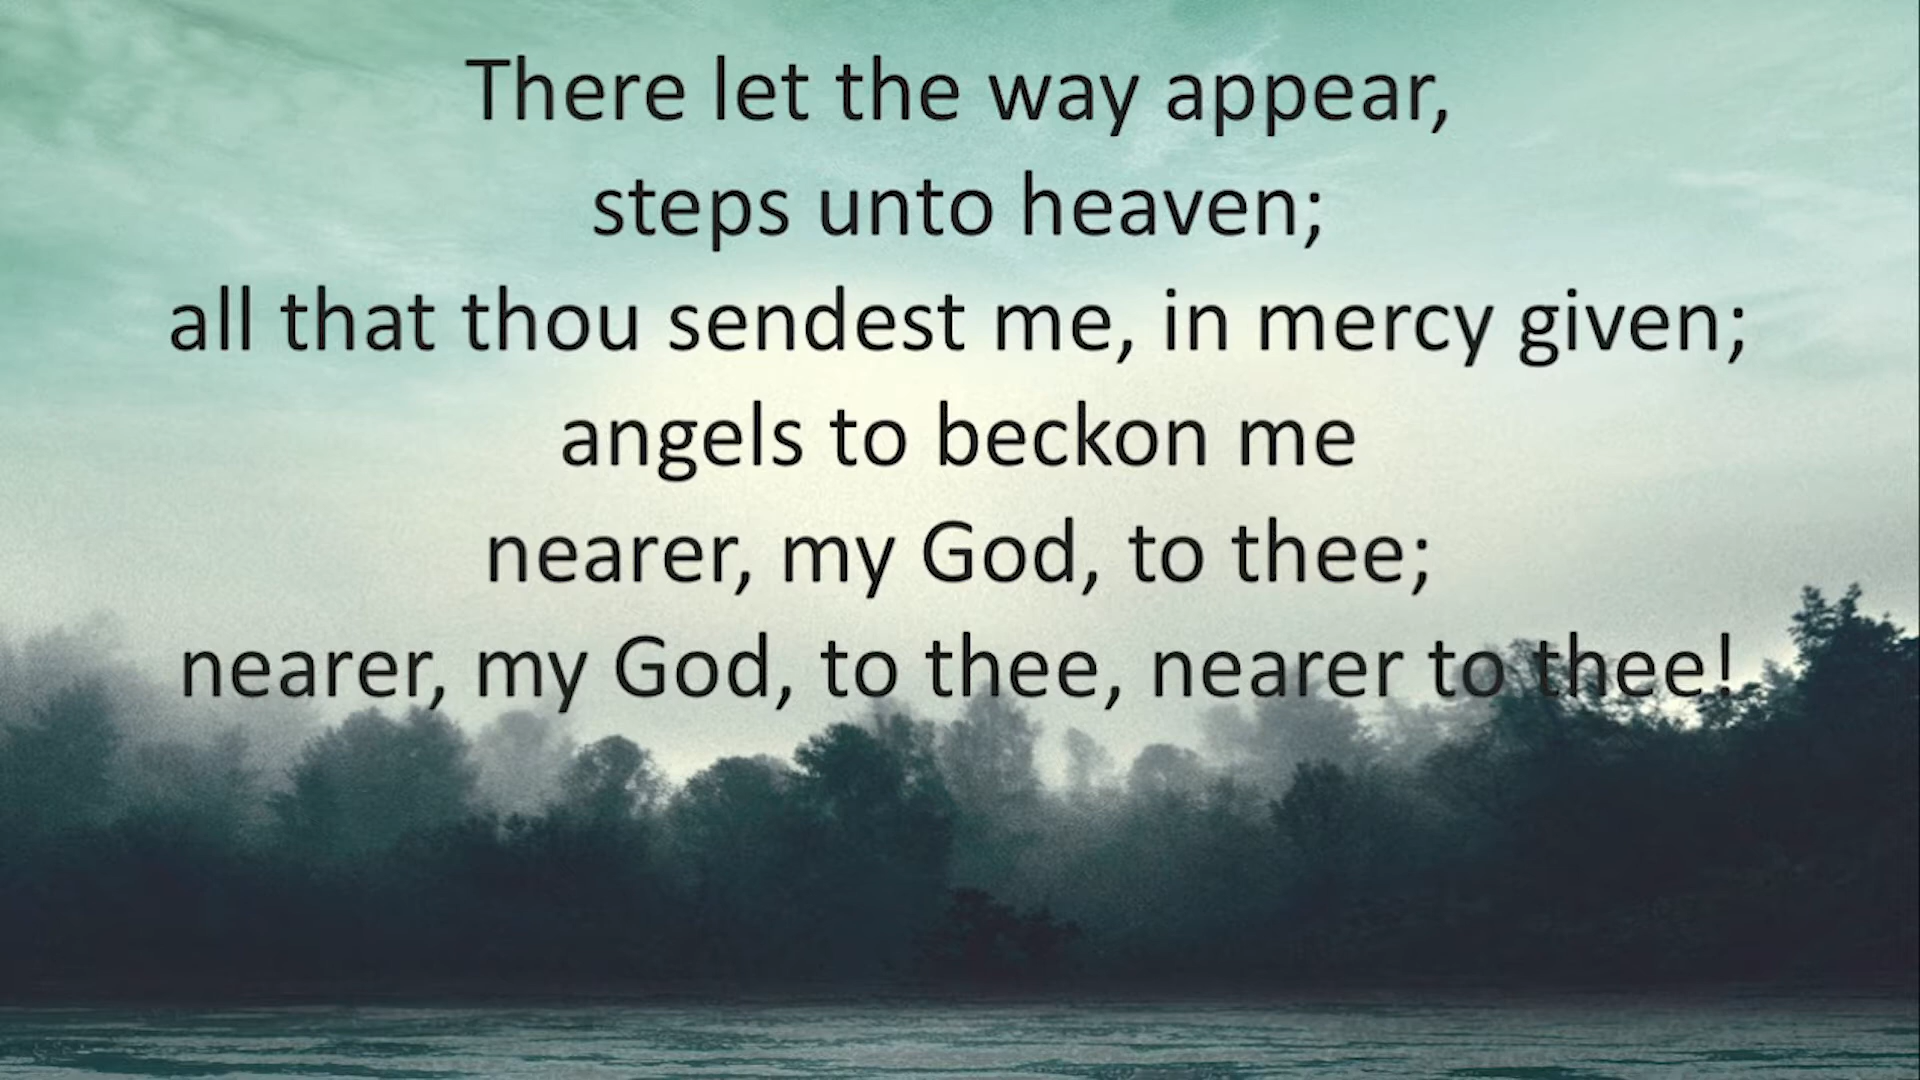 There let the way appear,
steps unto heaven;
all that thou sendest me, in mercy given;
angels to beckon me
nearer, my God, to thee;
nearer, my God, to thee, nearer to thee!